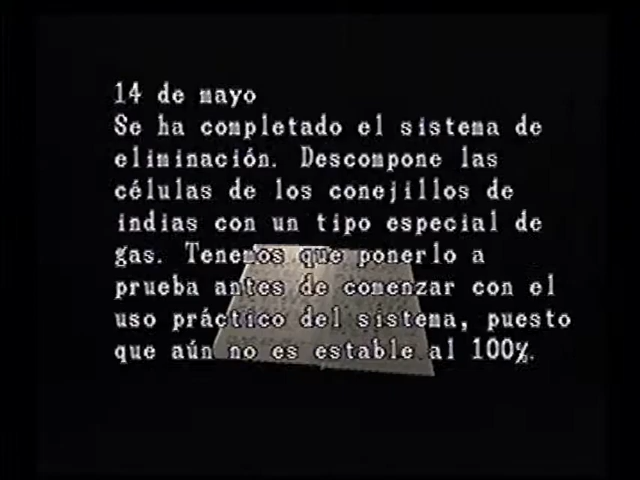 14 de mayo
Se ha completado el sistema de
eliminación. Descompone las
células de los conejillos de
indias con un tipo especial de
gas. Tenemos que ponerlo a
prueba antes de comenzar con el
uso práctico del sistema, puesto
que aún no es estable al 100%.